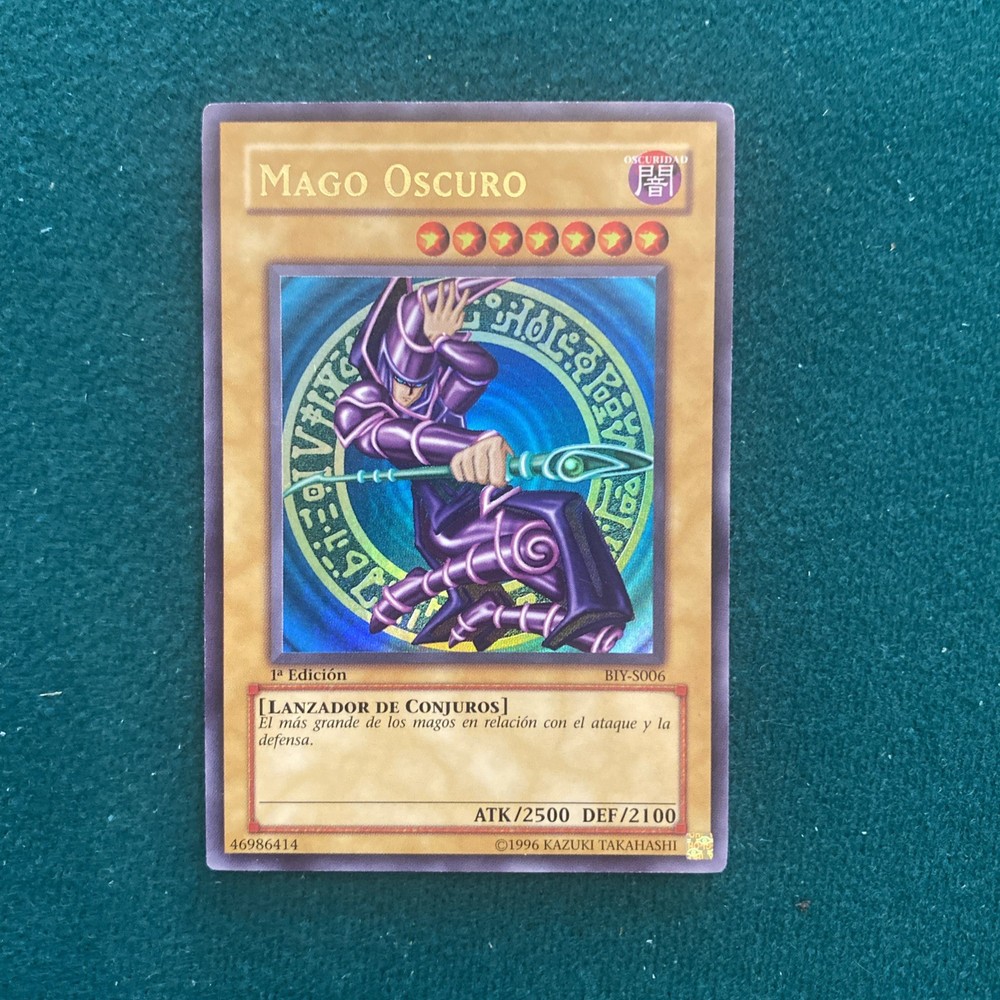 MAGO OSCURO
OSCURIDAD
闇
1ª Edición
BIY-S006
[LANZADOR DE CONJUROS]
El más grande de los magos en relación con el ataque y la
defensa.
ATK/2500 DEF/2100
46986414
©1996 KAZUKI TAKAHASHI